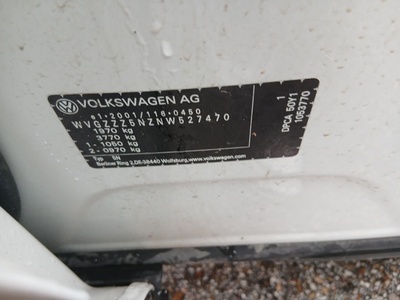 VOLKSWAGEN AG
e1*2001/116*0450
WVGZZZ5NZNW527470
1970 kg
3770 kg
1- 1050 kg
2- 0970 kg
Typ 5N
Berliner Ring 2,DE-38440 Wolfsburg, www.volkswagen.com
1
DPCA 50Y1
1053770